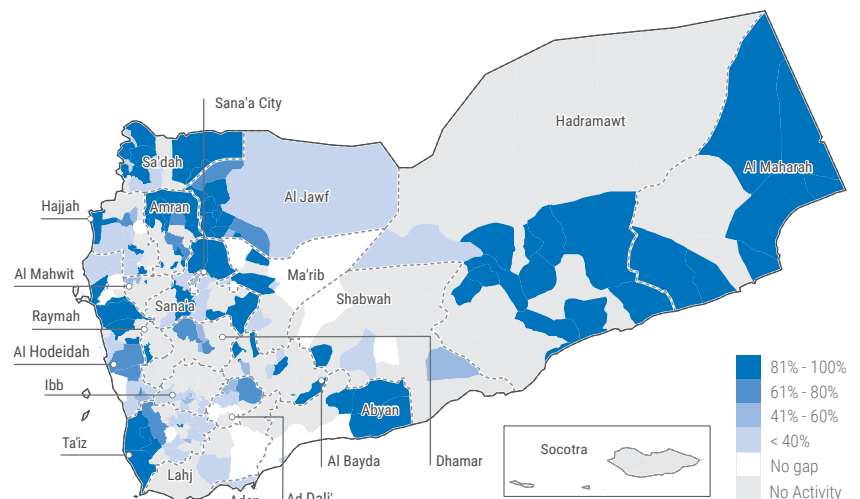 Sana'a City
Hadramawt
Sa'dah
Al Maharah
Al Jawf
Amran
Hajjah
Al Mahwit
Ma'rib
Shabwah
Sana'a
Raymah
Al Hodeidah
Ibb
Abyan
Ta'iz
Al Bayda
Dhamar
Lahj
Aden
Ad Dali'
Socotra
81% - 100%
61% - 80%
41% - 60%
< 40%
No gap
No Activity